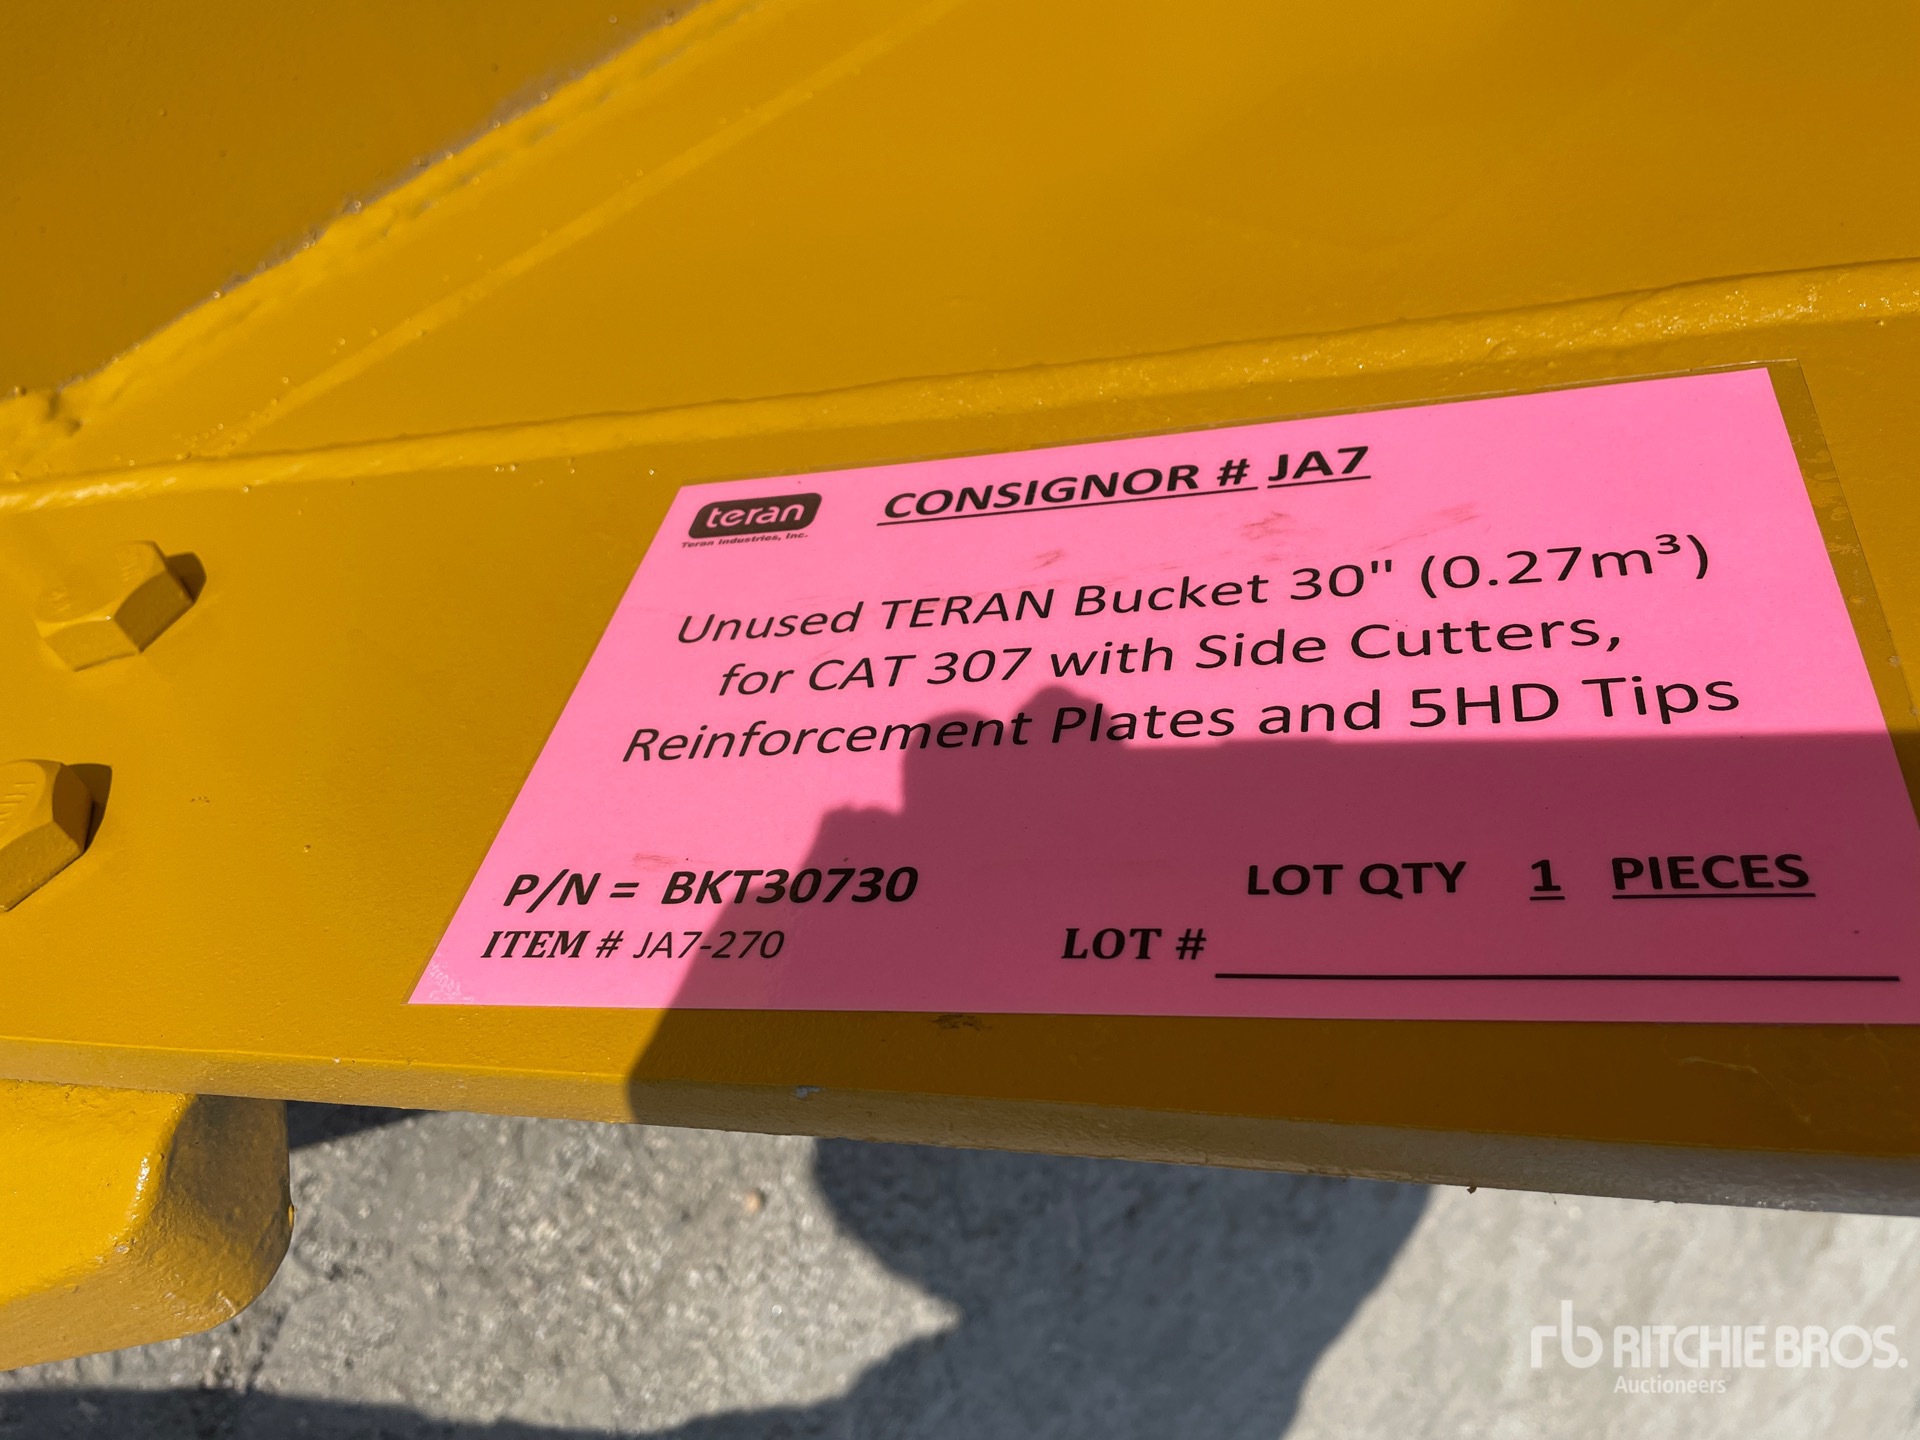 teran
Teran Industries, Inc.
CONSIGNOR # JA7
Unused TERAN Bucket 30" (0.27m³)
for CAT 307 with Side Cutters,
Reinforcement Plates and 5HD Tips
P/N = BKT30730
LOT QTY 1 PIECES
ITEM # JA7-270
LOT #
rb RITCHIE BROS.
Auctioneers